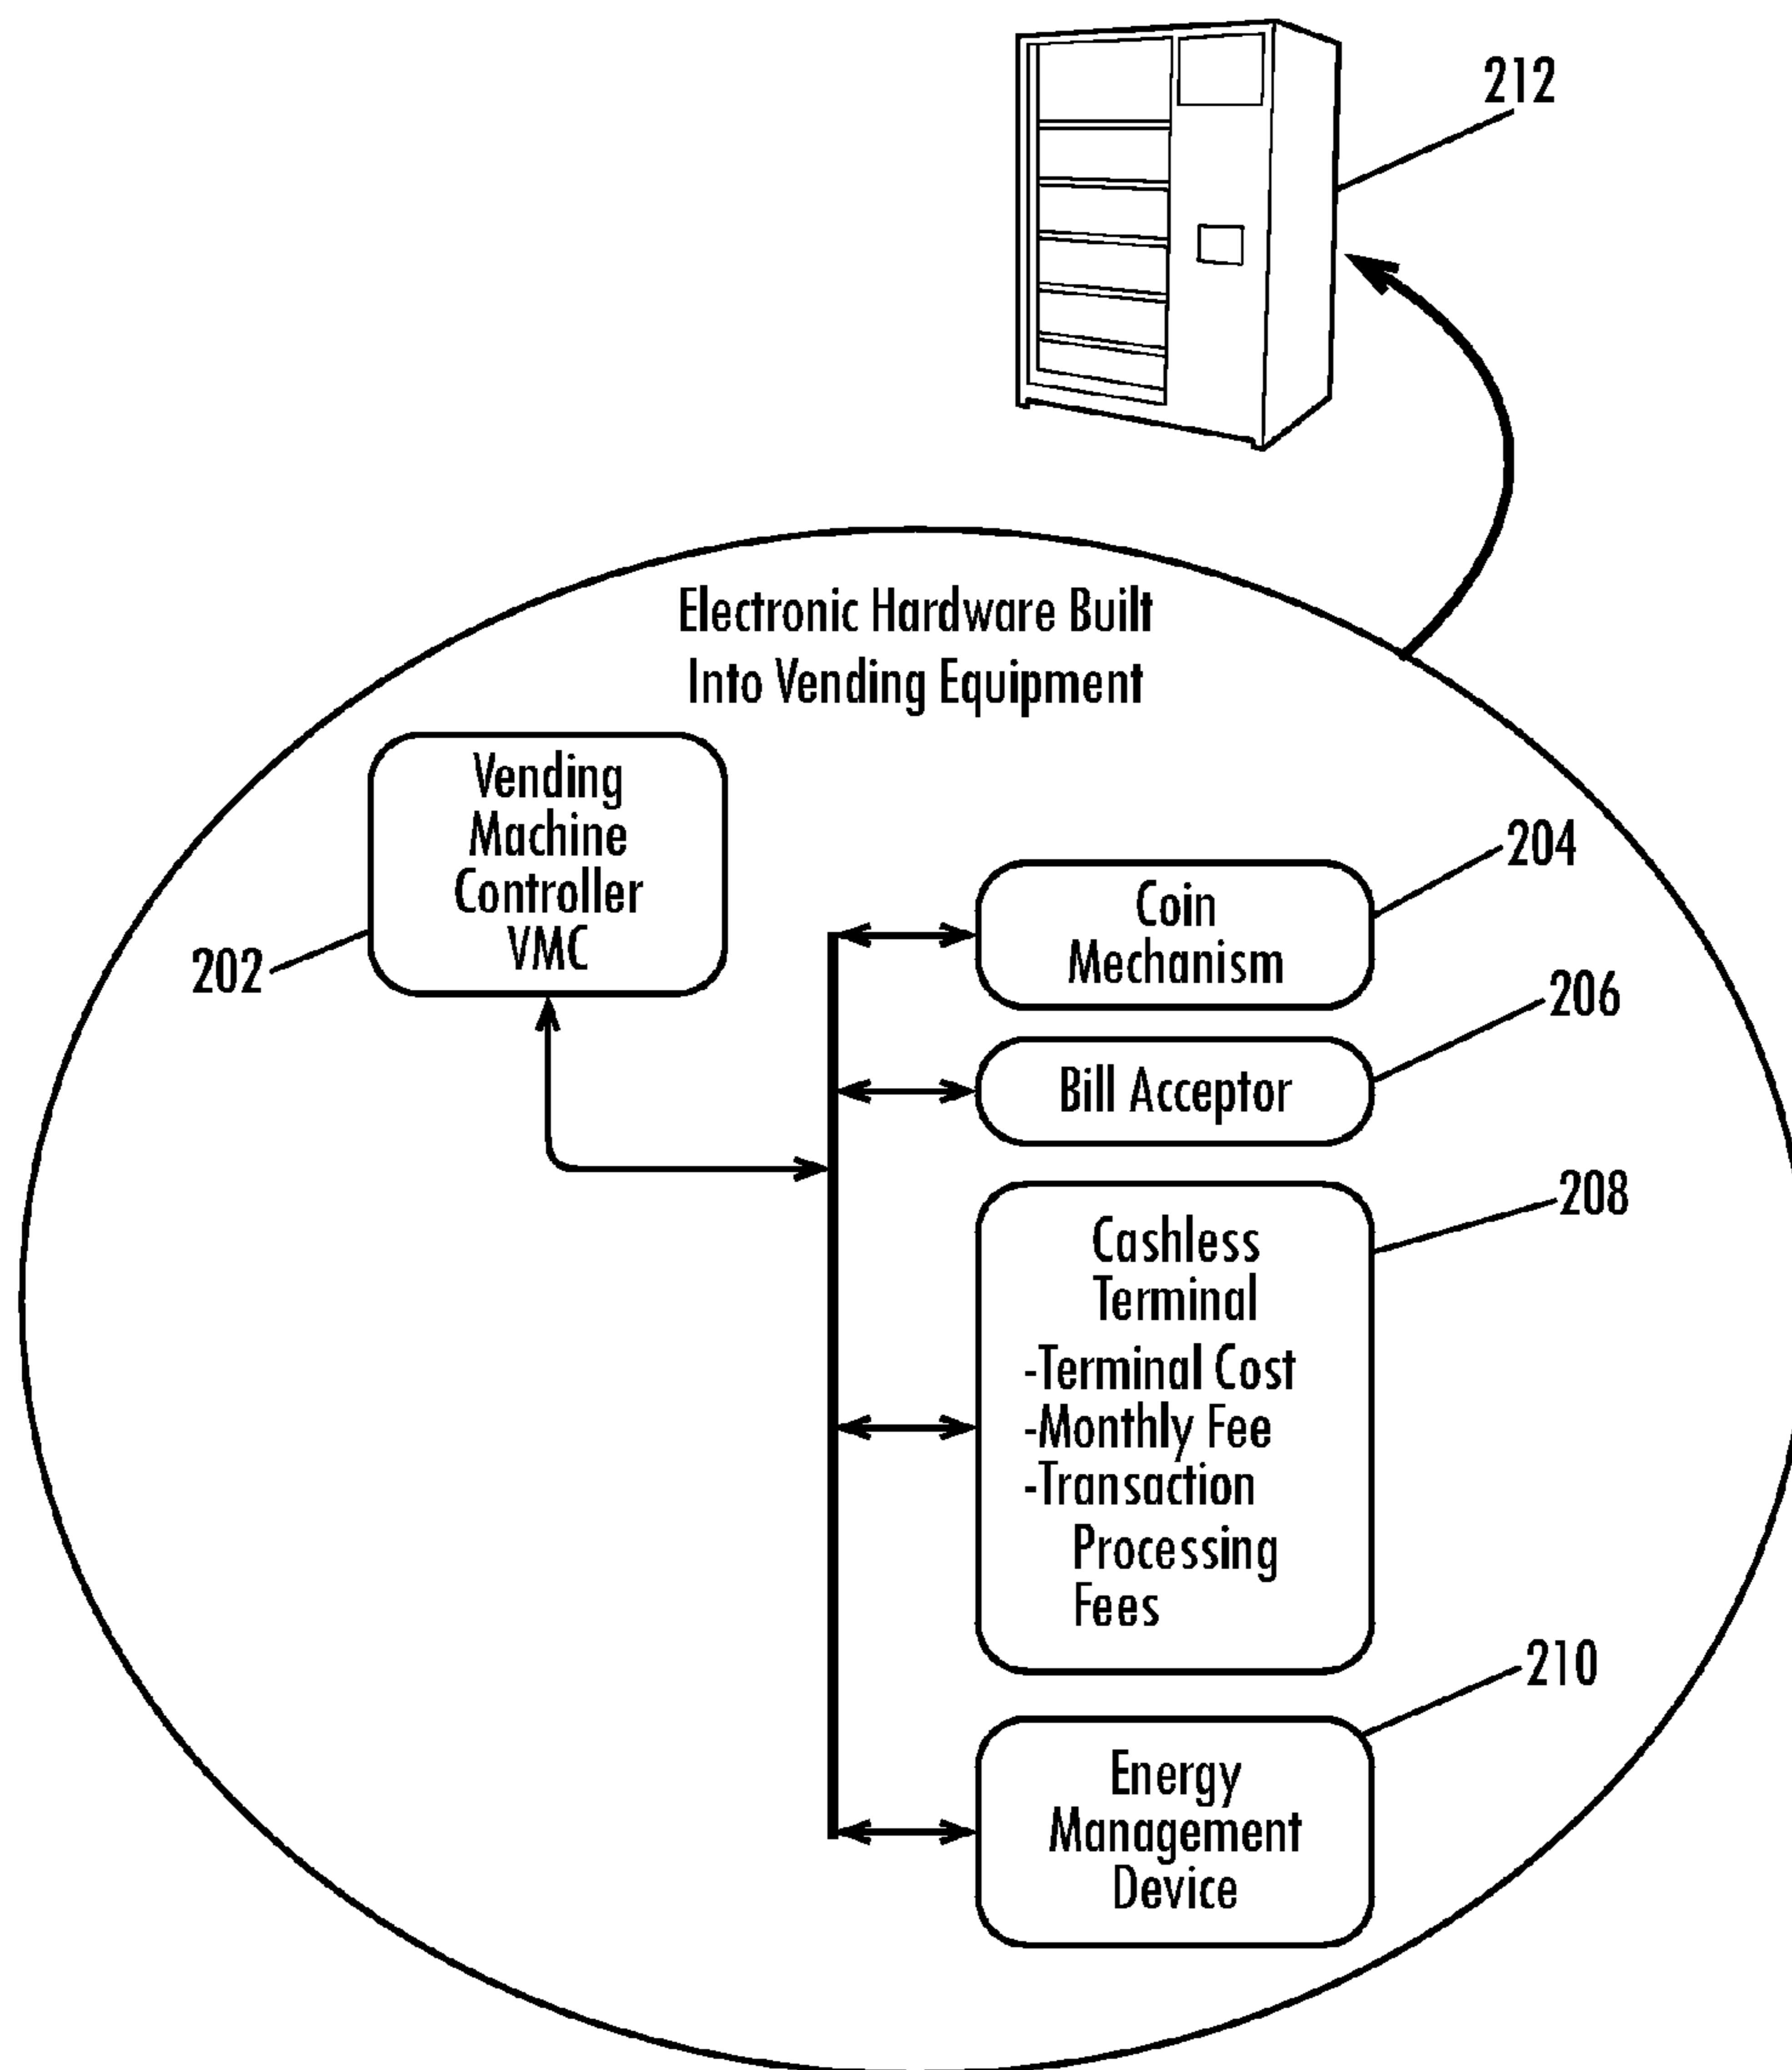 212
Electronic Hardware Built
Into Vending Equipment
Vending
Machine
Controller
VMC
202
204
Coin
Mechanism
206
Bill Acceptor
208
Cashless
Terminal
-Terminal Cost
-Monthly Fee
-Transaction
Processing
Fees
210
Energy
Management
Device